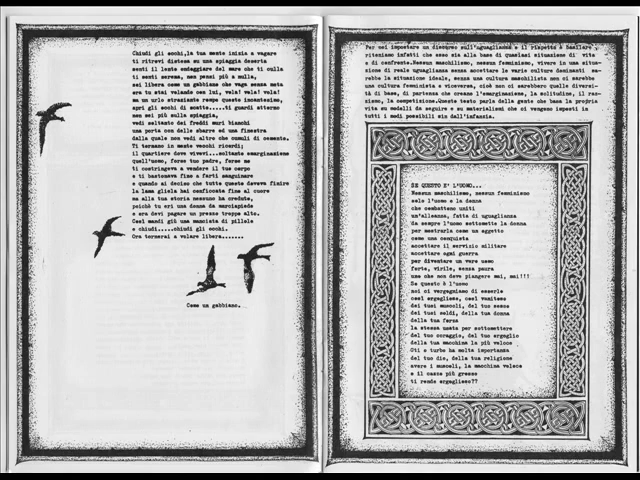 Chiudi gli occhi,la tua mente inizia a vagare
ti ritrovi distesa su una spiaggia deserta
senti il lento ondeggiare del mare che ti culla
ti senti serena, non pensi più a nulla,
sei libera come un gabbiano che vaga senza meta
ora tu stai volando con lui, vola! vola! vola!
ma un urlo straziante rompe questo incantesimo,
apri gli occhi di scatto.....ti guardi attorno
non sei più sulla spiaggia,
vedi soltanto dei freddi muri bianchi
una porta con delle sbarre ed una finestra
dalla quale non vedi altro che cumuli di cemento.
Ti tornano in mente vecchi ricordi;
il quartiere dove vivevi...soltanto emarginazione
quell'uomo, forse tuo padre, forse no
ti costringeva a vendere il tuo corpo
e ti bastonava fino a farti sanguinare
e quando ai deciso che tutto questo doveva finire
la lama gliela hai conficcata fino al cuore
ma alla tua storia nessuno ha creduto,
poichè tu eri una donna da marciapiede
e ora devi pagare un prezzo troppo alto.
Così mandi giù una manciata di pillole
e chiudi.....chiudi gli occhi.
Ora tornerai a volare libera.......
Come un gabbiano.
Per noi impostare un discorso sull'uguaglianza e il rispetto è basilare,
riteniamo infatti che esso sia alla base di qualsiasi situazione di vita
e di confronto.Nessun maschilismo, nessun femminismo, vivere in una situa-
zione di reale uguaglianza senza accettare le varie culture dominanti sa-
rebbe la situazione ideale, senza una cultura maschilista non ci sarebbe
una cultura femminista e viceversa, cioè non ci sarebbero quelle diversi-
tà di base, di partenza che creano l'emarginazione, la solitudine, il raz-
zismo, la competizione.Queste testo parla della gente che basa la propria
vita su modelli da seguire e su materialismi che ci vengono imposti in
tutti i modi possibili sin dall'infanzia.
SE QUESTO E' L'UOMO...
Nessun maschilismo, nessun femminismo
solo l'uomo e la donna
che combattono uniti
un'alleanza, fatta di uguaglianza
da sempre l'uomo sottomette la donna
per mostrarla come un oggetto
come una conquista
accettare il servizio militare
accettare ogni guerra
per diventare un vero uomo
forte, virile, senza paura
uno che non deve piangere mai, mai!!!
Se questo è l'uomo
noi ci vergogniamo di esserlo
così orgoglioso, così vanitoso
dei tuoi muscoli, del tuo sesso
dei tuoi soldi, della tua donna
della tua forza
la stessa usata per sottomettere
del tuo coraggio, del tuo orgoglio
della tua macchina la più veloce
del tuo dio, della tua religione
avere i muscoli, la macchina veloce
e il cazzo più grosso
ti rende orgoglioso??